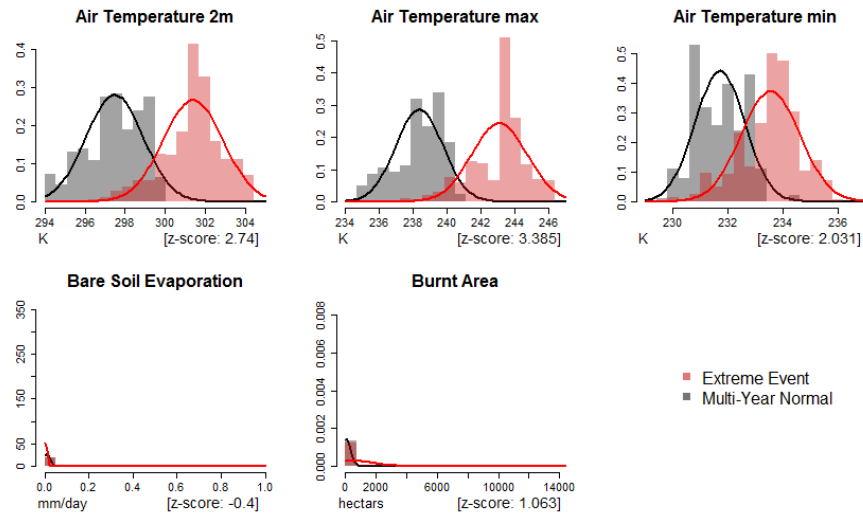 Air Temperature 2m
0.0 0.1 0.2 0.3 0.4
294 296 298 300 302 304
K [z-score: 2.74]
Air Temperature max
0.0 0.1 0.2 0.3 0.4 0.5
234 236 238 240 242 244 246
K [z-score: 3.385]
Air Temperature min
0.0 0.1 0.2 0.3 0.4 0.5
230 232 234 236
K [z-score: 2.031]
Bare Soil Evaporation
0 50 150 250 350
0.0 0.2 0.4 0.6 0.8 1.0
mm/day [z-score: -0.4]
Burnt Area
0.000 0.002 0.004 0.006 0.008
0 2000 6000 10000 14000
hectars [z-score: 1.063]
Extreme Event
Multi-Year Normal